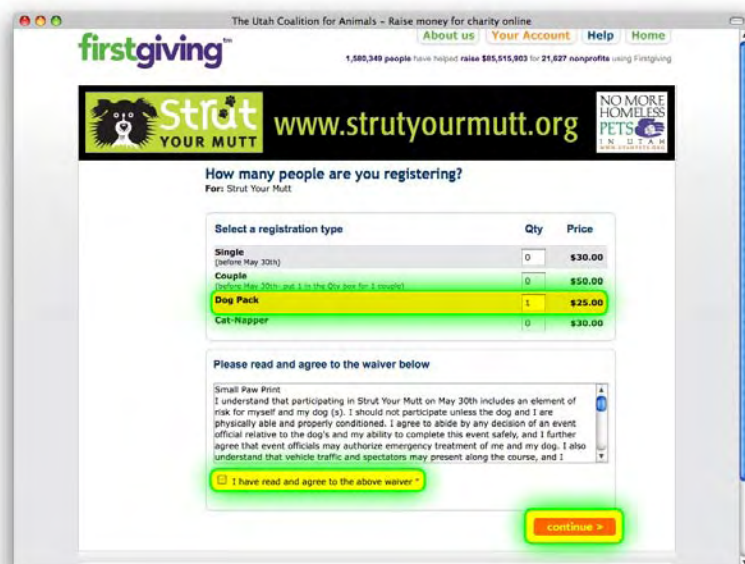 The Utah Coalition for Animals – Raise money for charity online
firstgiving™
About us Your Account Help Home
1,580,349 people have helped raise $85,515,903 for 21,627 nonprofits using Firstgiving
Strut
YOUR MUTT
www.strutyourmutt.org
NO MORE
HOMELESS
PETS
IN UTAH
How many people are you registering?
For: Strut Your Mutt
Select a registration type Qty Price
Single 0 $30.00
(before May 30th)
Couple 0 $50.00
(before May 30th- put 1 in the Qty box for 1 couple)
Dog Pack 1 $25.00
Cat-Napper 0 $30.00
Please read and agree to the waiver below
Small Paw Print
I understand that participating in Strut Your Mutt on May 30th includes an element of
risk for myself and my dog (s). I should not participate unless the dog and I are
physically able and properly conditioned. I agree to abide by any decision of an event
official relative to the dog's and my ability to complete this event safely, and I further
agree that event officials may authorize emergency treatment of me and my dog. I also
understand that vehicle traffic and spectators may present along the course, and I
I have read and agree to the above waiver *
continue >